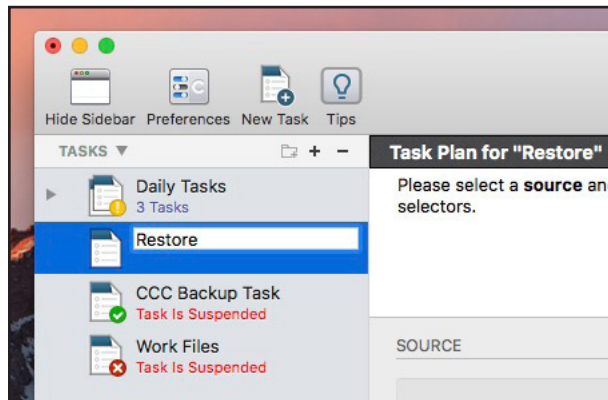 Hide Sidebar Preferences New Task Tips
TASKS
Task Plan for "Restore"
Daily Tasks
3 Tasks
Please select a source an
selectors.
Restore
CCC Backup Task
Task Is Suspended
Work Files
Task Is Suspended
SOURCE